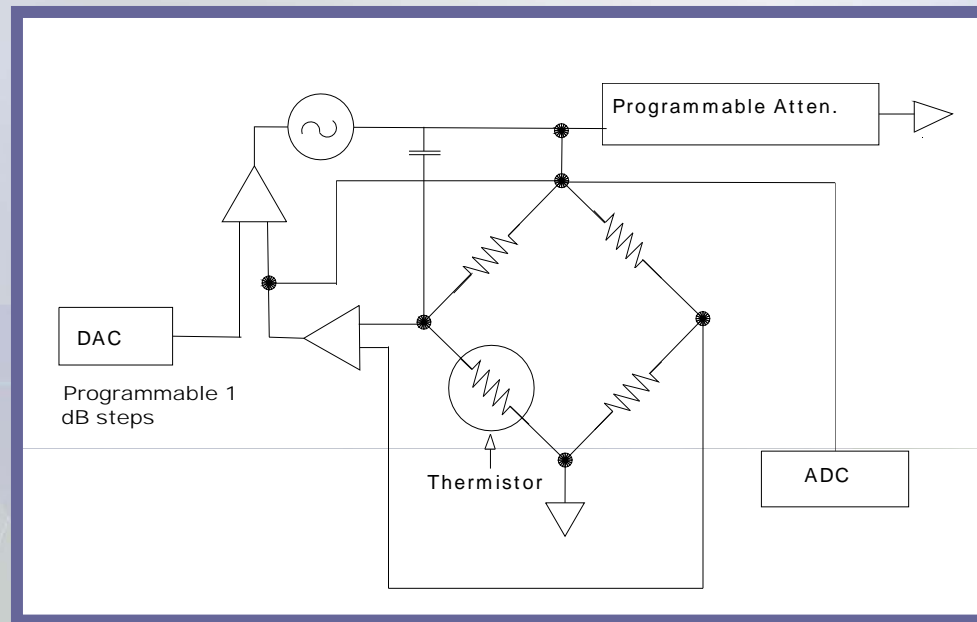 Programmable Atten.
DAC
Programmable 1
dB steps
Thermistor
ADC